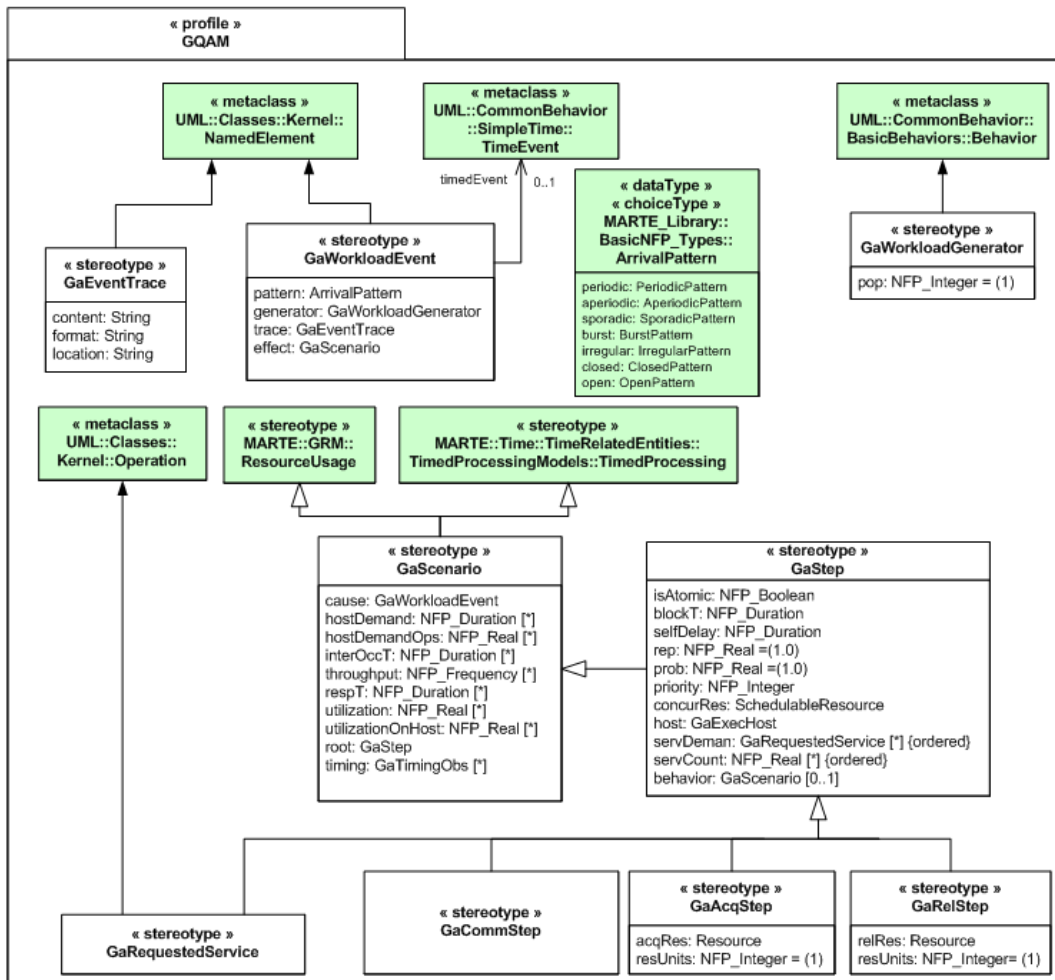 « profile »
GQAM
« metaclass »
UML::Classes::Kernel::
NamedElement
« metaclass »
UML::CommonBehavior
::SimpleTime::
TimeEvent
« metaclass »
UML::CommonBehavior::
BasicBehaviors::Behavior
timedEvent
0..1
« dataType »
« choiceType »
MARTE_Library::
BasicNFP_Types::
ArrivalPattern
periodic: PeriodicPattern
aperiodic: AperiodicPattern
sporadic: SporadicPattern
burst: BurstPattern
irregular: IrregularPattern
closed: ClosedPattern
open: OpenPattern
« stereotype »
GaEventTrace
content: String
format: String
location: String
« stereotype »
GaWorkloadEvent
pattern: ArrivalPattern
generator: GaWorkloadGenerator
trace: GaEventTrace
effect: GaScenario
« stereotype »
GaWorkloadGenerator
pop: NFP_Integer = (1)
« metaclass »
UML::Classes::
Kernel::Operation
« stereotype »
MARTE::GRM::
ResourceUsage
« stereotype »
MARTE::Time::TimeRelatedEntities::
TimedProcessingModels::TimedProcessing
« stereotype »
GaScenario
cause: GaWorkloadEvent
hostDemand: NFP_Duration [*]
hostDemandOps: NFP_Real [*]
interOccT: NFP_Duration [*]
throughput: NFP_Frequency [*]
respT: NFP_Duration [*]
utilization: NFP_Real [*]
utilizationOnHost: NFP_Real [*]
root: GaStep
timing: GaTimingObs [*]
« stereotype »
GaStep
isAtomic: NFP_Boolean
blockT: NFP_Duration
selfDelay: NFP_Duration
rep: NFP_Real =(1.0)
prob: NFP_Real =(1.0)
priority: NFP_Integer
concurRes: SchedulableResource
host: GaExecHost
servDeman: GaRequestedService [*] {ordered}
servCount: NFP_Real [*] {ordered}
behavior: GaScenario [0..1]
« stereotype »
GaRequestedService
« stereotype »
GaCommStep
« stereotype »
GaAcqStep
acqRes: Resource
resUnits: NFP_Integer = (1)
« stereotype »
GaRelStep
relRes: Resource
resUnits: NFP_Integer= (1)